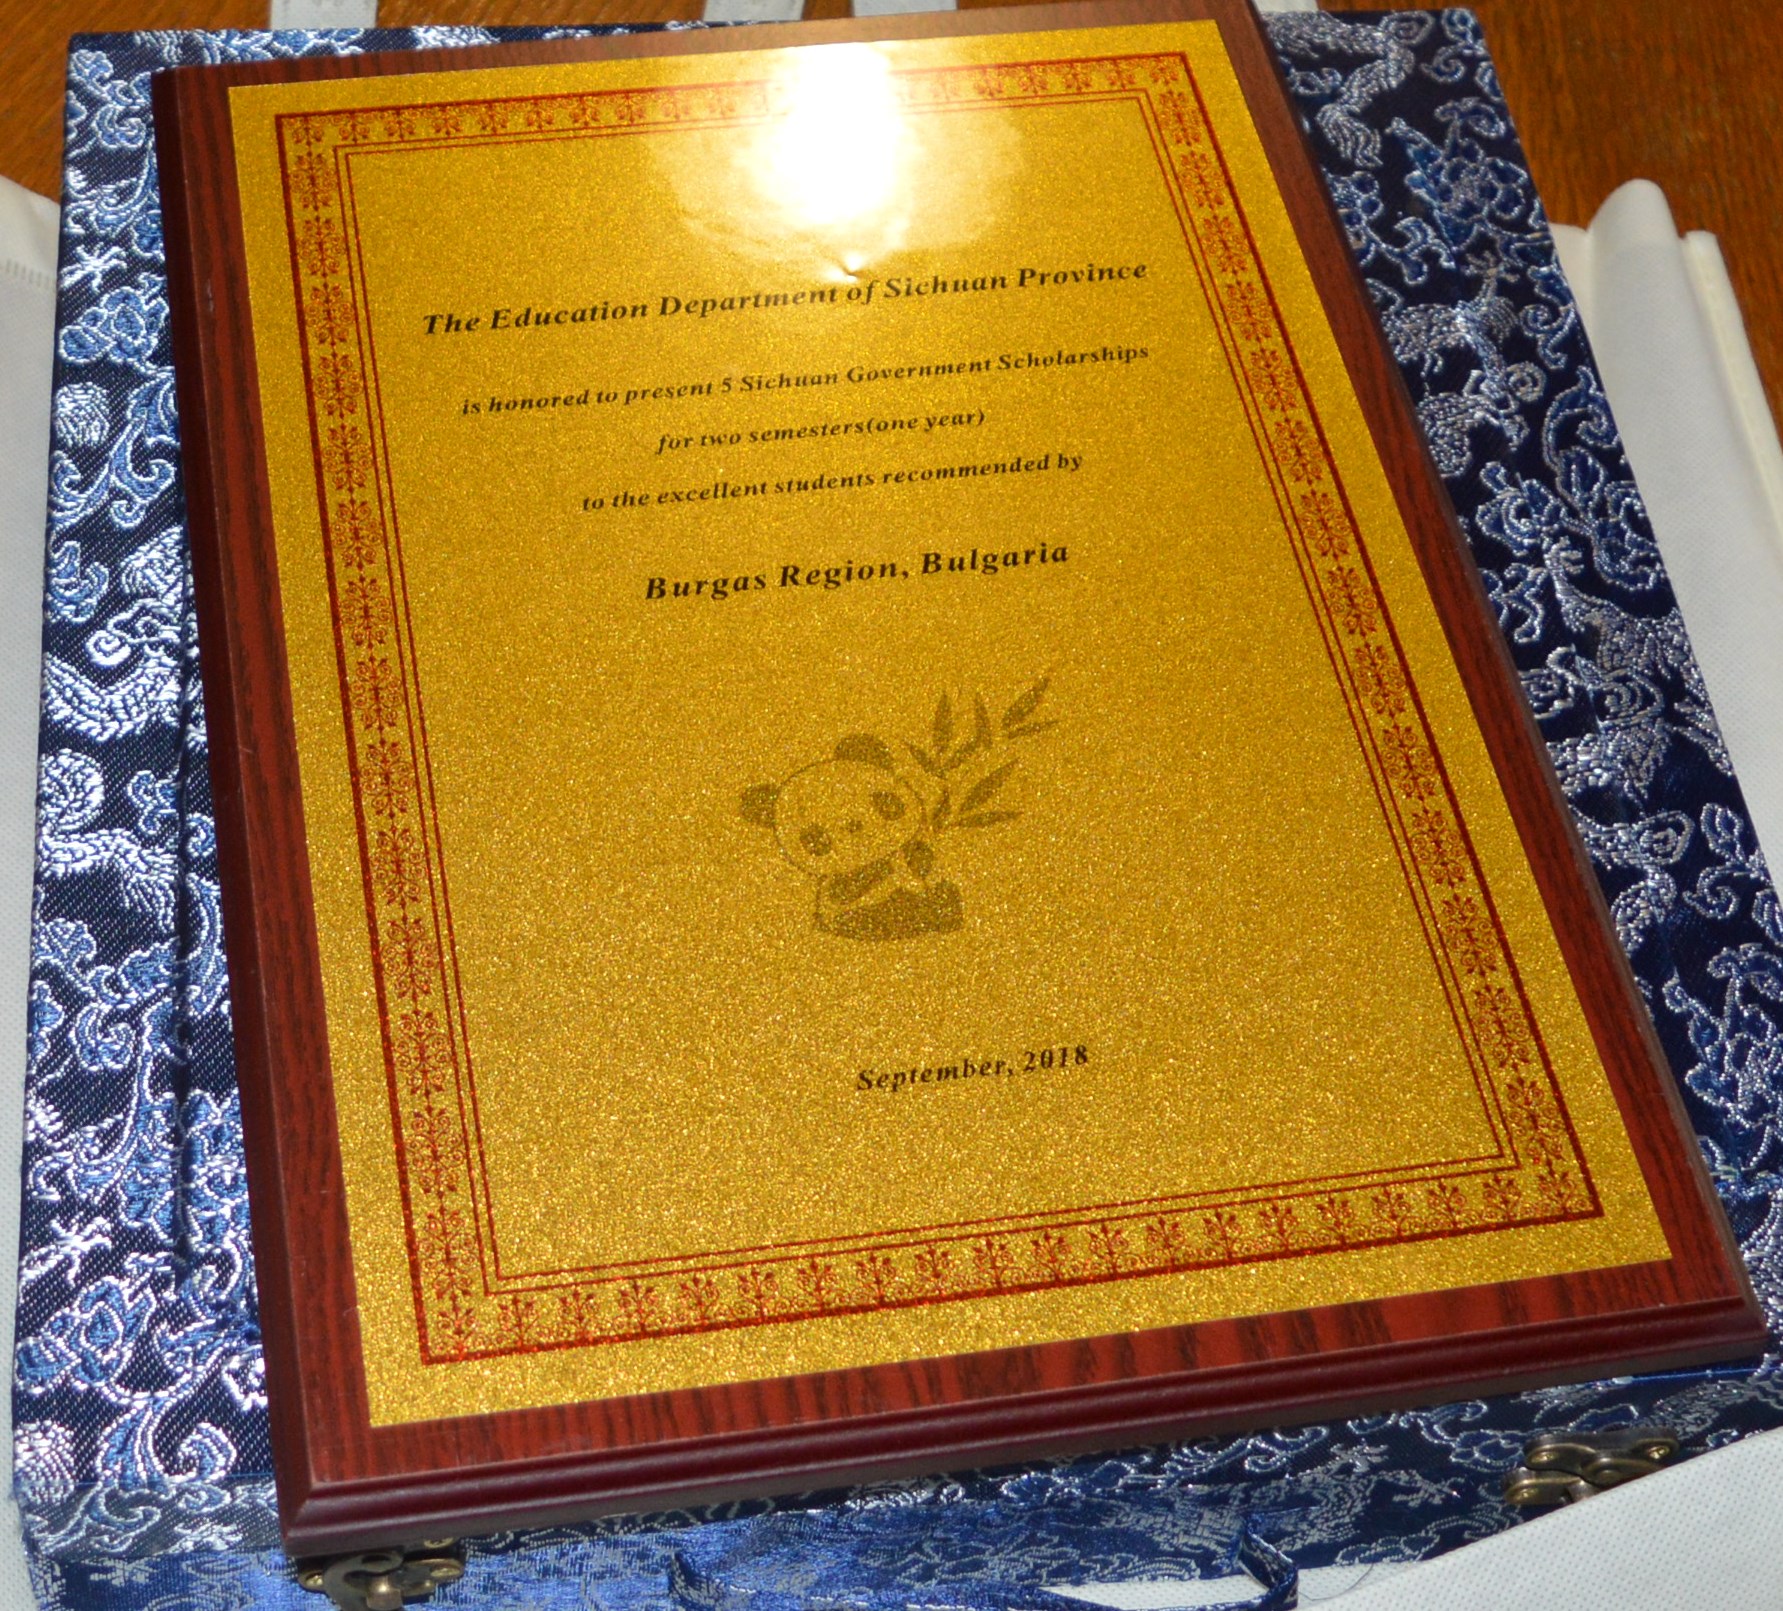 The Education Department of Sichuan Province
is honored to present 5 Sichuan Government Scholarships
for two semesters(one year)
to the excellent students recommended by
Burgas Region, Bulgaria
September, 2018